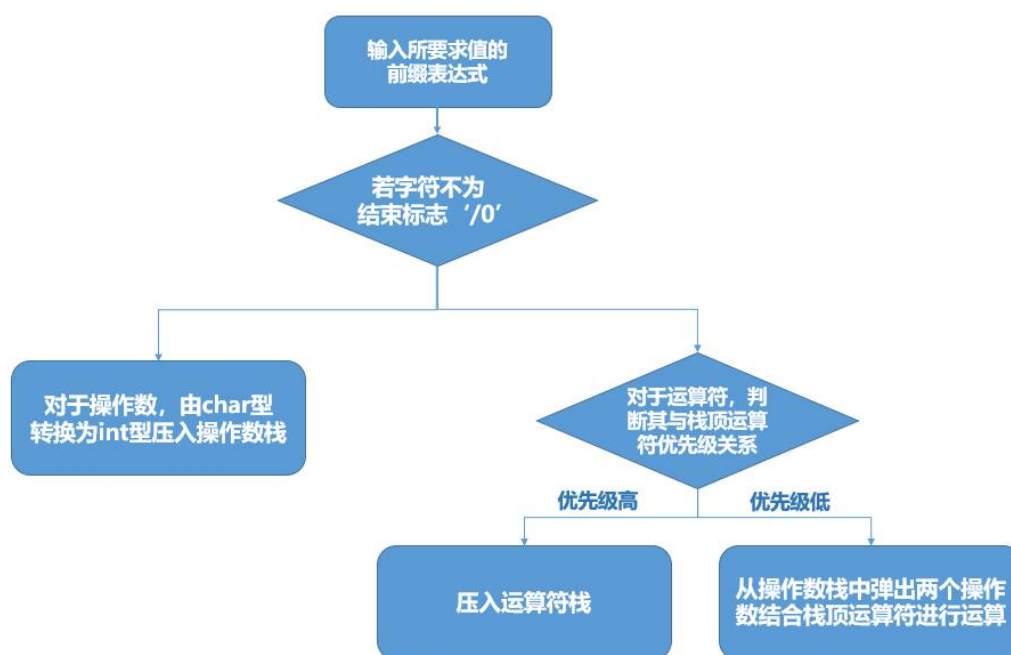 输入所要求值的
前缀表达式
若字符不为
结束标志‘/0’
对于操作数，由char型
转换为int型压入操作数栈
对于运算符，判
断其与栈顶运算
符优先级关系
优先级高
优先级低
压入运算符栈
从操作数栈中弹出两个操作
数结合栈顶运算符进行运算